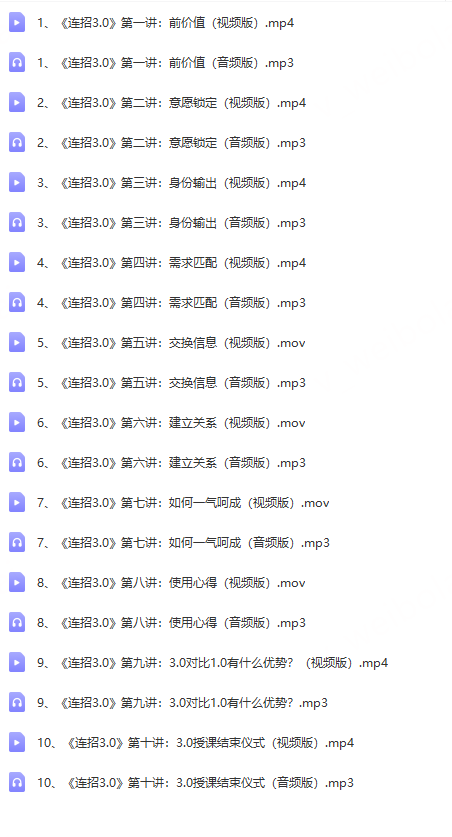 1、《连招3.0》第一讲：前价值（视频版）.mp4
1、《连招3.0》第一讲：前价值（音频版）.mp3
2、《连招3.0》第二讲：意愿锁定（视频版）.mp4
2、《连招3.0》第二讲：意愿锁定（音频版）.mp3
3、《连招3.0》第三讲：身份输出（视频版）.mp4
3、《连招3.0》第三讲：身份输出（音频版）.mp3
4、《连招3.0》第四讲：需求匹配（视频版）.mp4
4、《连招3.0》第四讲：需求匹配（音频版）.mp3
5、《连招3.0》第五讲：交换信息（视频版）.mov
5、《连招3.0》第五讲：交换信息（音频版）.mp3
6、《连招3.0》第六讲：建立关系（视频版）.mov
6、《连招3.0》第六讲：建立关系（音频版）.mp3
7、《连招3.0》第七讲：如何一气呵成（视频版）.mov
7、《连招3.0》第七讲：如何一气呵成（音频版）.mp3
8、《连招3.0》第八讲：使用心得（视频版）.mov
8、《连招3.0》第八讲：使用心得（音频版）.mp3
9、《连招3.0》第九讲：3.0对比1.0有什么优势？（视频版）.mp4
9、《连招3.0》第九讲：3.0对比1.0有什么优势？.mp3
10、《连招3.0》第十讲：3.0授课结束仪式（视频版）.mp4
10、《连招3.0》第十讲：3.0授课结束仪式（音频版）.mp3